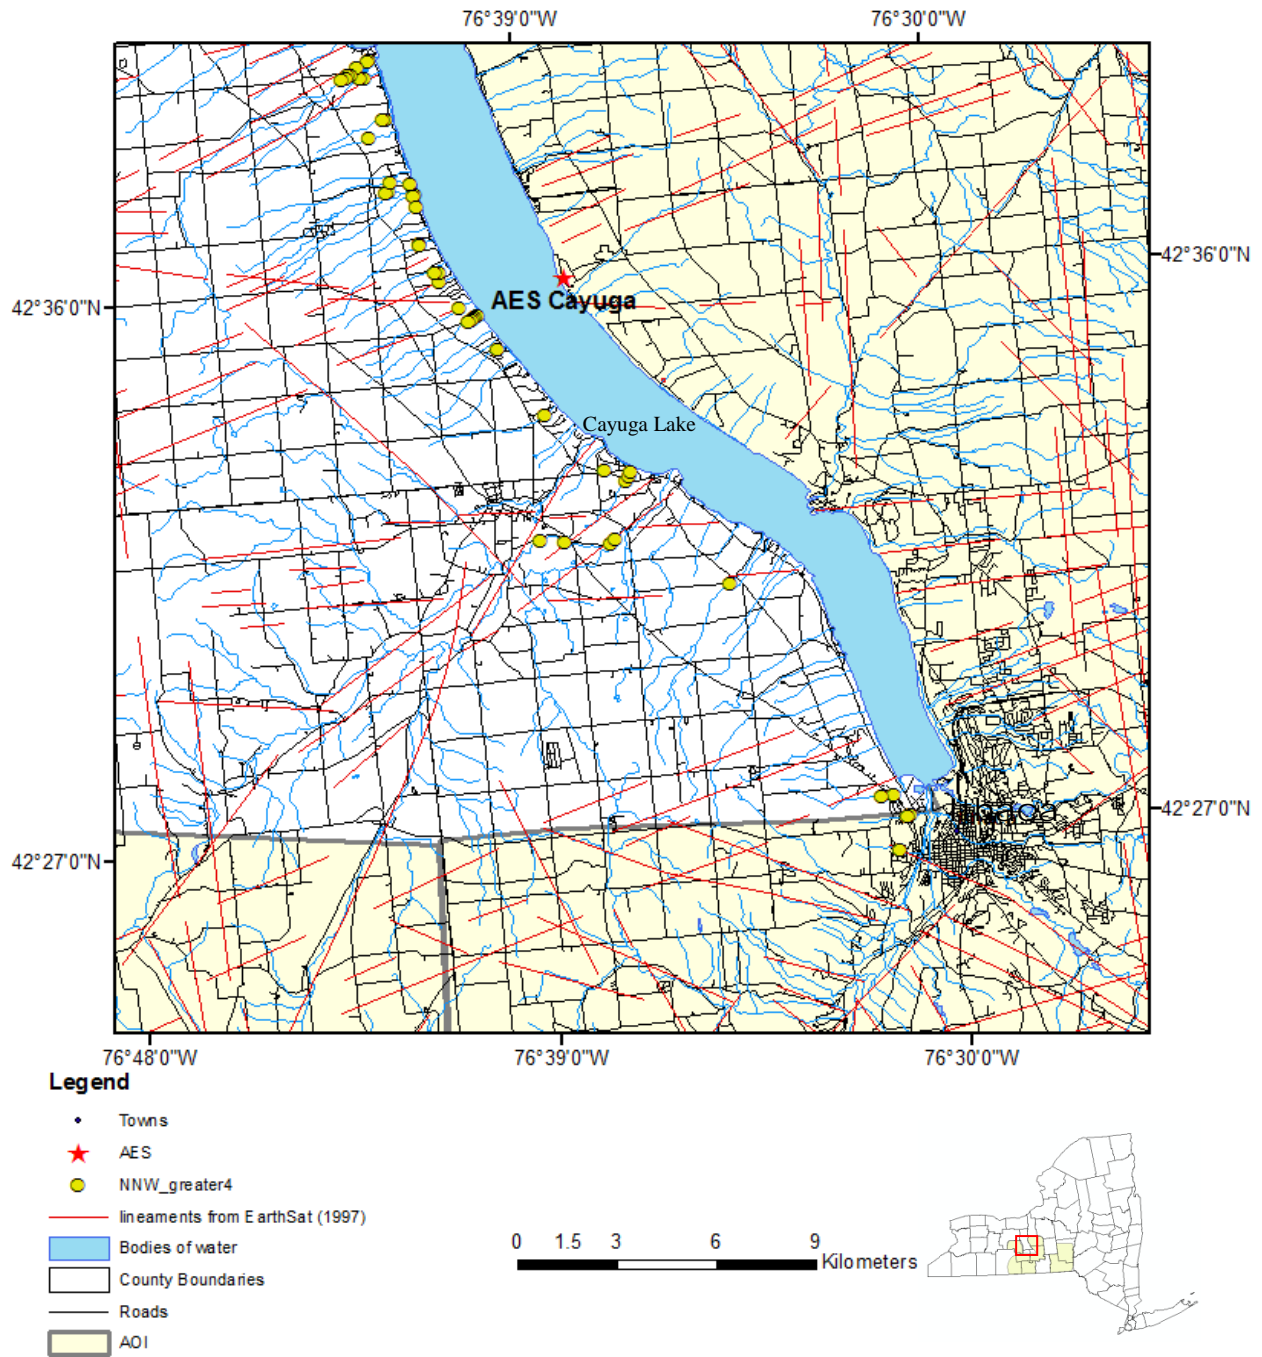 76°39'0"W 76°30'0"W
42°36'0"N
AES Cayuga
42°36'0"N
Cayuga Lake
42°27'0"N
Ithaca
42°27'0"N
76°48'0"W 76°39'0"W 76°30'0"W
Legend
Towns
AES
NNW_greater4
lineaments from EarthSat (1997)
Bodies of water
County Boundaries
Roads
AOI
0 1.5 3 6 9
Kilometers